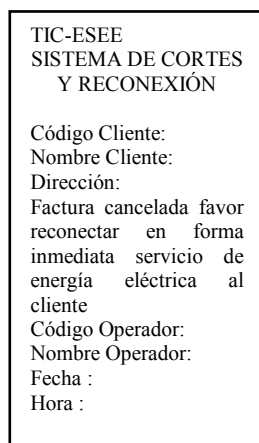 TIC-ESEE
SISTEMA DE CORTES
Y RECONEXIÓN
Código Cliente:
Nombre Cliente:
Dirección:
Factura cancelada favor
reconectar en forma
inmediata servicio de
energía eléctrica al
cliente
Código Operador:
Nombre Operador:
Fecha :
Hora :